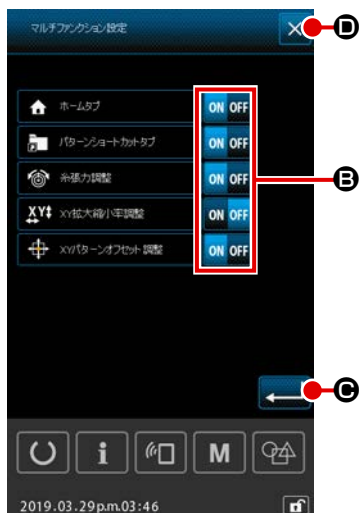 マルチファンクション設定
D
ホームタブ
ON OFF
パターンショートカットタブ
ON OFF
糸張力調整
ON OFF
B
XY XY拡大縮小率調整
ON OFF
XYパターンオフセット調整
ON OFF
C
i
M
2019.03.29p.m.03:46